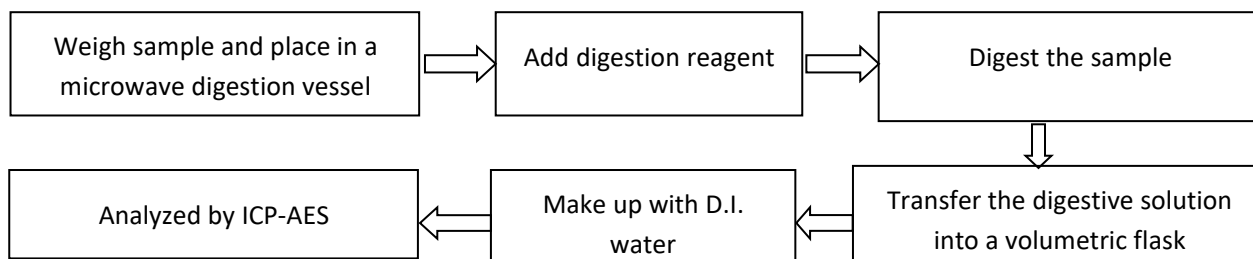 Weigh sample and place in a
microwave digestion vessel
Add digestion reagent
Digest the sample
Transfer the digestive solution
into a volumetric flask
Make up with D.I.
water
Analyzed by ICP-AES